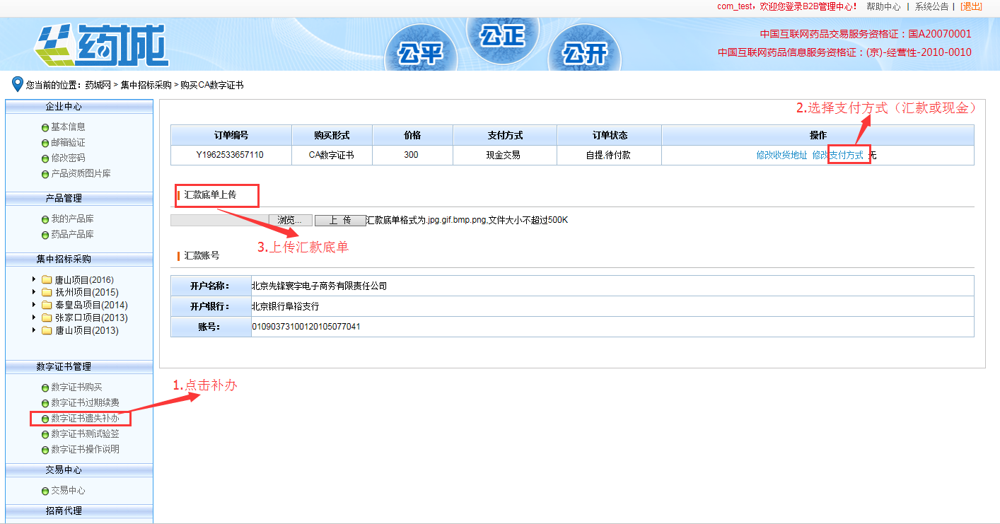 com_test，欢迎您登录B2B管理中心！ 帮助中心 | 系统公告 | [退出]
药城
公平 公正 公开
中国互联网药品交易服务资格证：国A20070001
中国互联网药品信息服务资格证：(京)-经营性-2010-0010
您当前的位置：药城网 > 集中招标采购 > 购买CA数字证书
企业中心
基本信息
邮箱验证
修改密码
产品资质图片库
产品管理
我的产品库
药品产品库
集中招标采购
唐山项目(2016)
抚州项目(2015)
秦皇岛项目(2014)
张家口项目(2013)
唐山项目(2013)
数字证书管理
数字证书购买
数字证书过期续费
数字证书遗失补办
数字证书测试验签
数字证书操作说明
交易中心
交易中心
招商代理
2.选择支付方式（汇款或现金）
订单编号 购买形式 价格 支付方式 订单状态 操作
Y1962533657110 CA数字证书 300 现金交易 自提,待付款 修改收货地址 修改支付方式 无
汇款底单上传
浏览... 上 传 汇款底单格式为.jpg.gif.bmp.png,文件大小不超过500K
3.上传汇款底单
汇款账号
开户名称： 北京先锋寰宇电子商务有限责任公司
开户银行： 北京银行阜裕支行
账号： 01090373100120105077041
1.点击补办